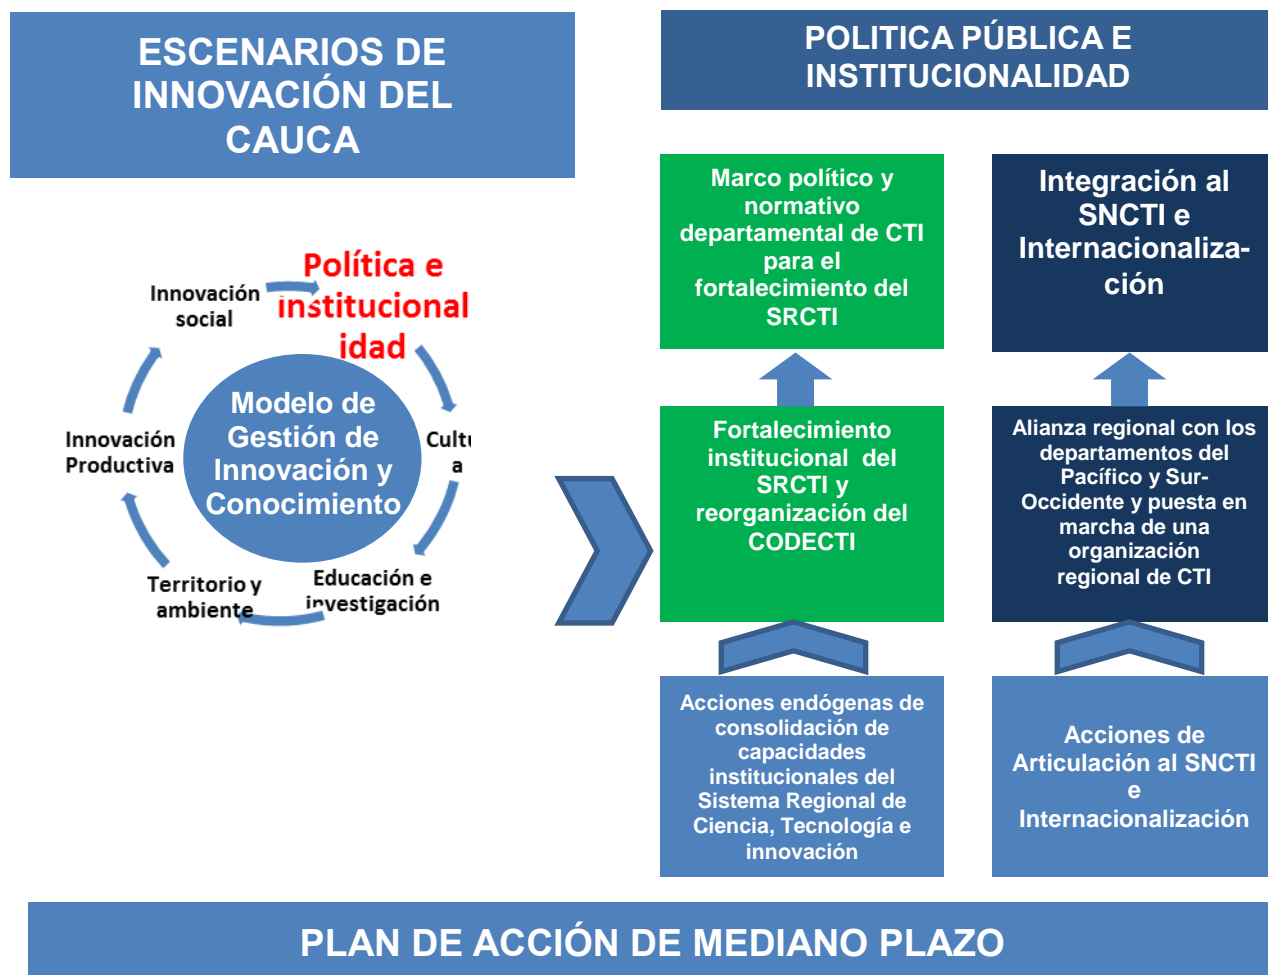 ESCENARIOS DE
INNOVACIÓN DEL
CAUCA
POLITICA PÚBLICA E
INSTITUCIONALIDAD
Política e
institucional
idad
Innovación
social
Modelo de
Gestión de
Innovación y
Conocimiento
Innovación
Productiva
Cultu
a
Territorio y
ambiente
Educación e
investigación
Marco político y
normativo
departamental de CTI
para el
fortalecimiento del
SRCTI
Integración al
SNCTI e
Internacionaliza-
ción
Fortalecimiento
institucional del
SRCTI y
reorganización del
CODECTI
Alianza regional con los
departamentos del
Pacífico y Sur-
Occidente y puesta en
marcha de una
organización
regional de CTI
Acciones endógenas de
consolidación de
capacidades
institucionales del
Sistema Regional de
Ciencia, Tecnología e
innovación
Acciones de
Articulación al SNCTI
e
Internacionalización
PLAN DE ACCIÓN DE MEDIANO PLAZO